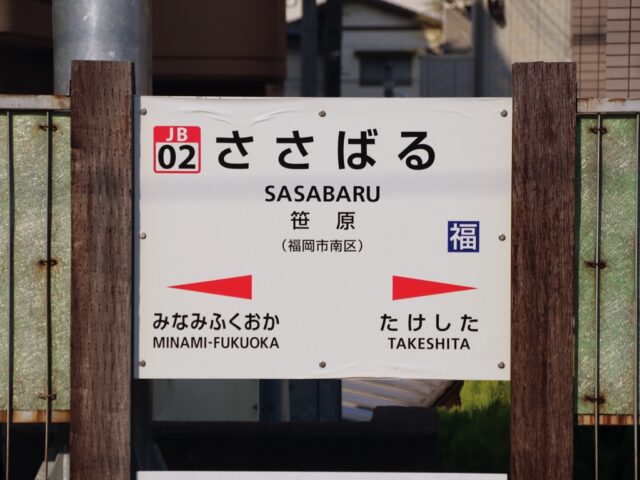 JB
02
ささばる
SASABARU
笹原
(福岡市南区)
福
みなみふくおか
MINAMI-FUKUOKA
たけした
TAKESHITA